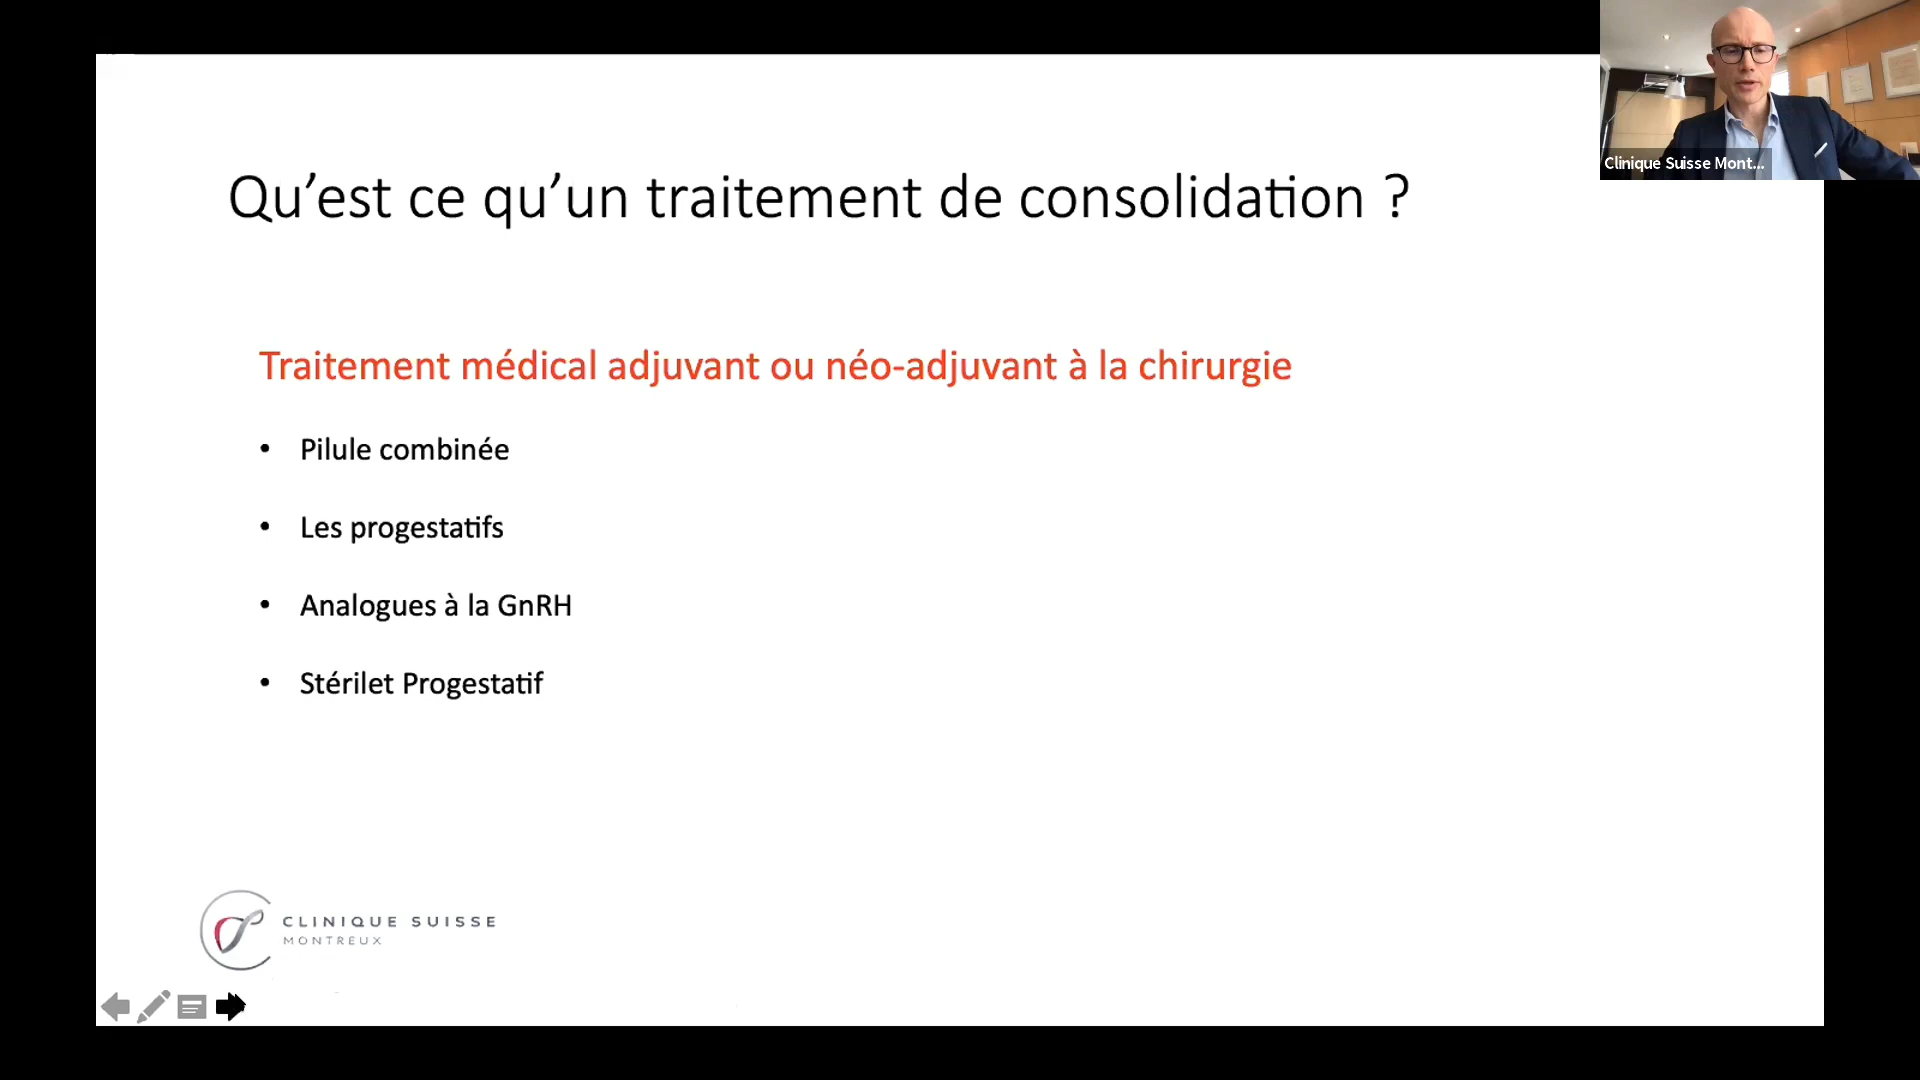 Qu’est ce qu’un traitement de consolidation ?
Traitement médical adjuvant ou néo-adjuvant à la chirurgie
• Pilule combinée
• Les progestatifs
• Analogues à la GnRH
• Stérilet Progestatif
CLINIQUE SUISSE
MONTREUX
Clinique Suisse Mont...